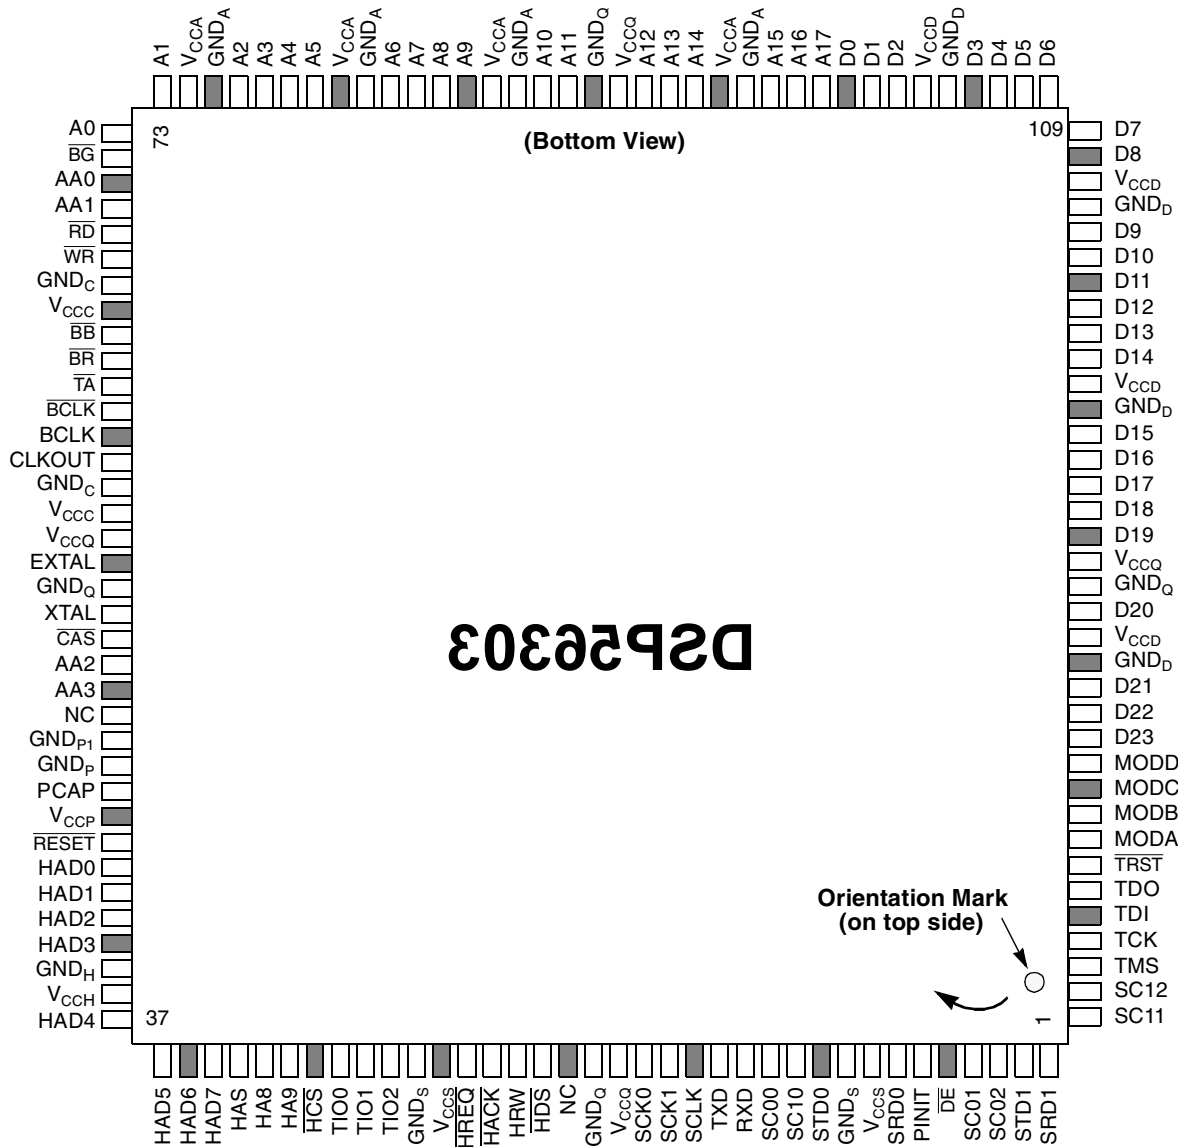 A1
VCCA
GNDA
A2
A3
A4
A5
VCCA
GNDA
A6
A7
A8
A9
VCCA
GNDA
A10
A11
GNDQ
VCCQ
A12
A13
A14
VCCA
GNDA
A15
A16
A17
D0
D1
D2
VCCD
GNDD
D3
D4
D5
D6
73
(Bottom View)
109
A0
BG
AA0
AA1
RD
WR
GNDC
VCCC
BB
BR
TA
BCLK
BCLK
CLKOUT
GNDC
VCCC
VCCQ
EXTAL
GNDQ
XTAL
CAS
AA2
AA3
NC
GNDP1
GNDP
PCAP
VCCP
RESET
HAD0
HAD1
HAD2
HAD3
GNDH
VCCH
HAD4
D7
D8
VCCD
GNDD
D9
D10
D11
D12
D13
D14
VCCD
GNDD
D15
D16
D17
D18
D19
VCCQ
GNDQ
D20
VCCD
GNDD
D21
D22
D23
MODD
MODC
MODB
MODA
TRST
TDO
TDI
TCK
TMS
SC12
SC11
DSP56303
Orientation Mark
(on top side)
37
1
HAD5
HAD6
HAD7
HAS
HA8
HA9
HCS
TIO0
TIO1
TIO2
GNDS
VCCS
HREQ
HACK
HRW
HDS
NC
GNDQ
VCCQ
SCK0
SCK1
SCLK
TXD
RXD
SC00
SC10
STD0
GNDS
VCCS
SRD0
PINIT
DE
SC01
SC02
STD1
SRD1